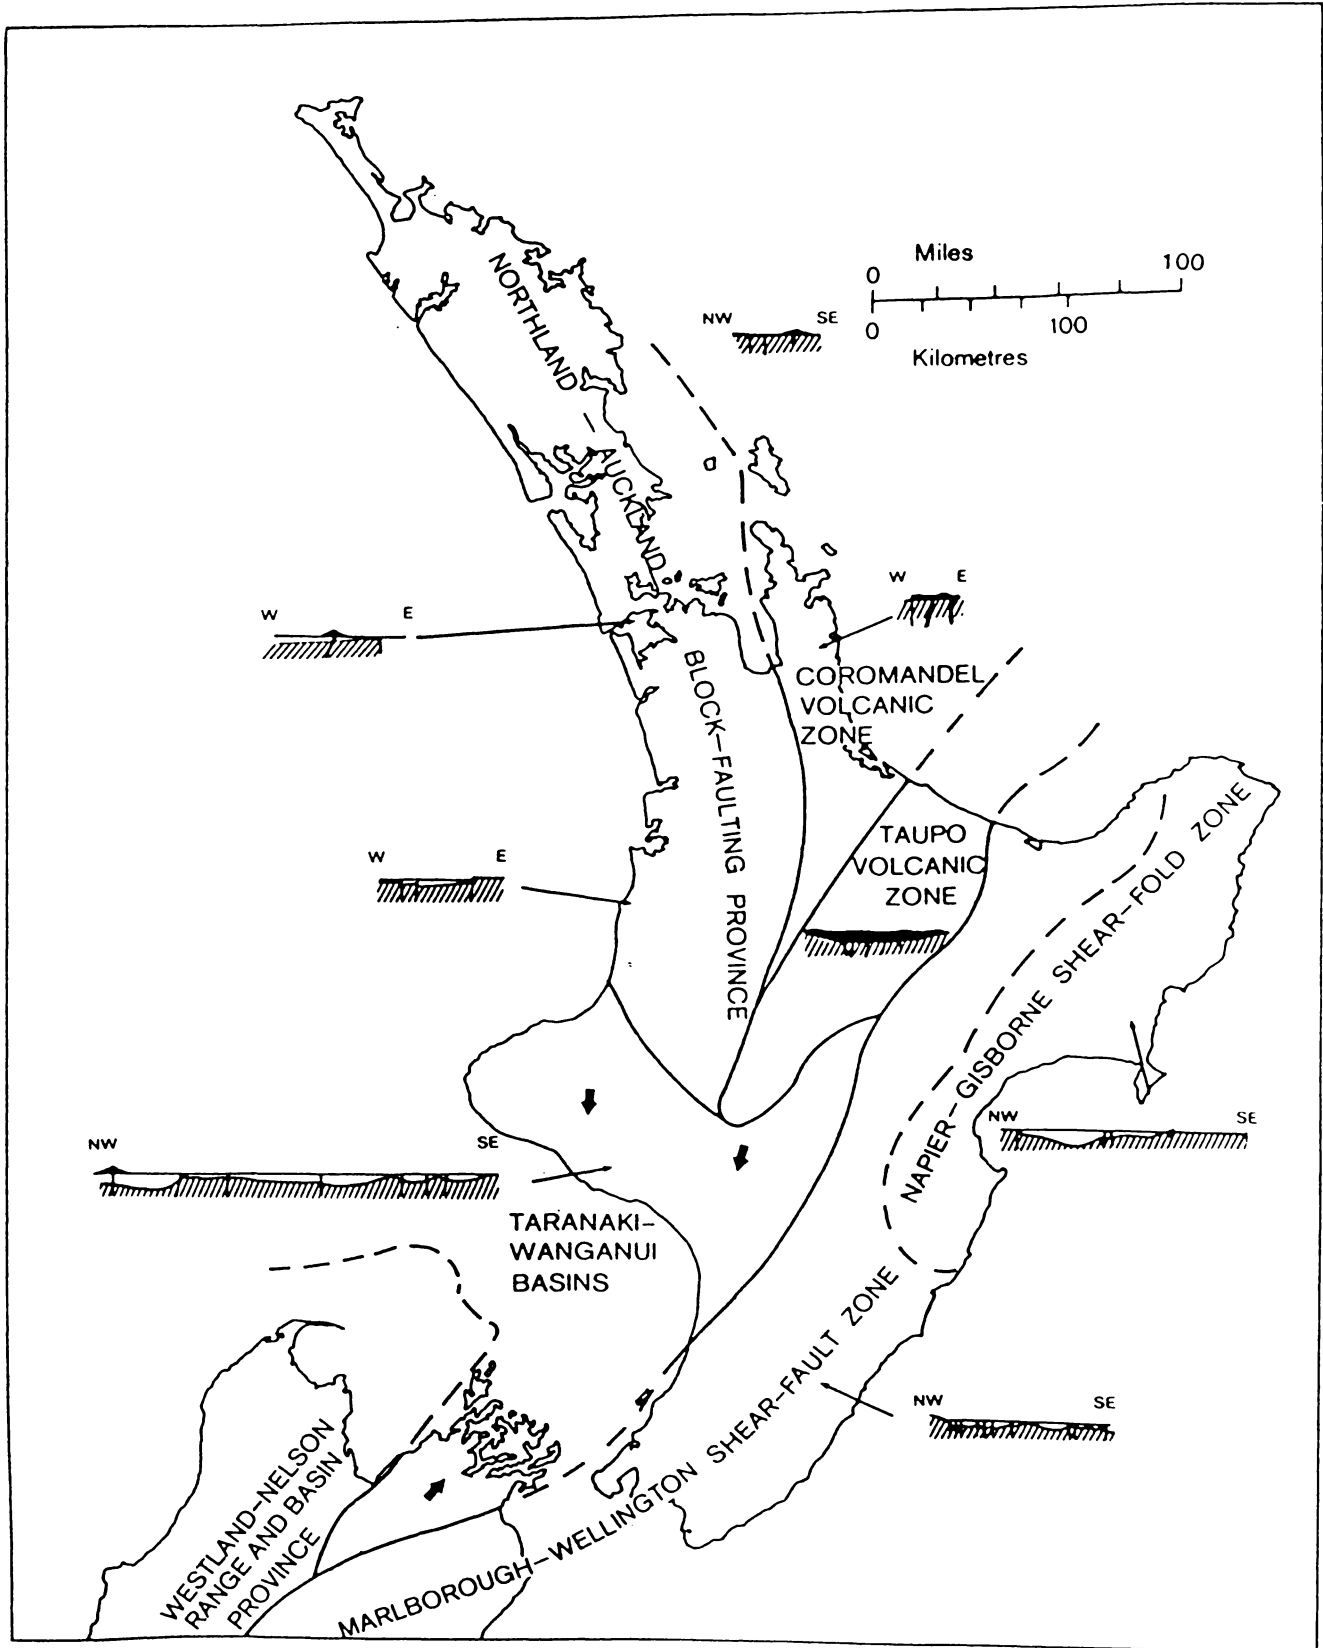 Miles
0 100
NW SE
0 100
Kilometres
NORTHLAND – AUCKLAND BLOCK–FAULTING PROVINCE
W E
W E
COROMANDEL
VOLCANIC
ZONE
TAUPO
VOLCANIC
ZONE
W E
NAPIER–GISBORNE SHEAR–FOLD ZONE
NW SE
NW SE
TARANAKI–
WANGANUI
BASINS
NW SE
WESTLAND–NELSON
RANGE AND BASIN
PROVINCE
MARLBOROUGH–WELLINGTON SHEAR–FAULT ZONE